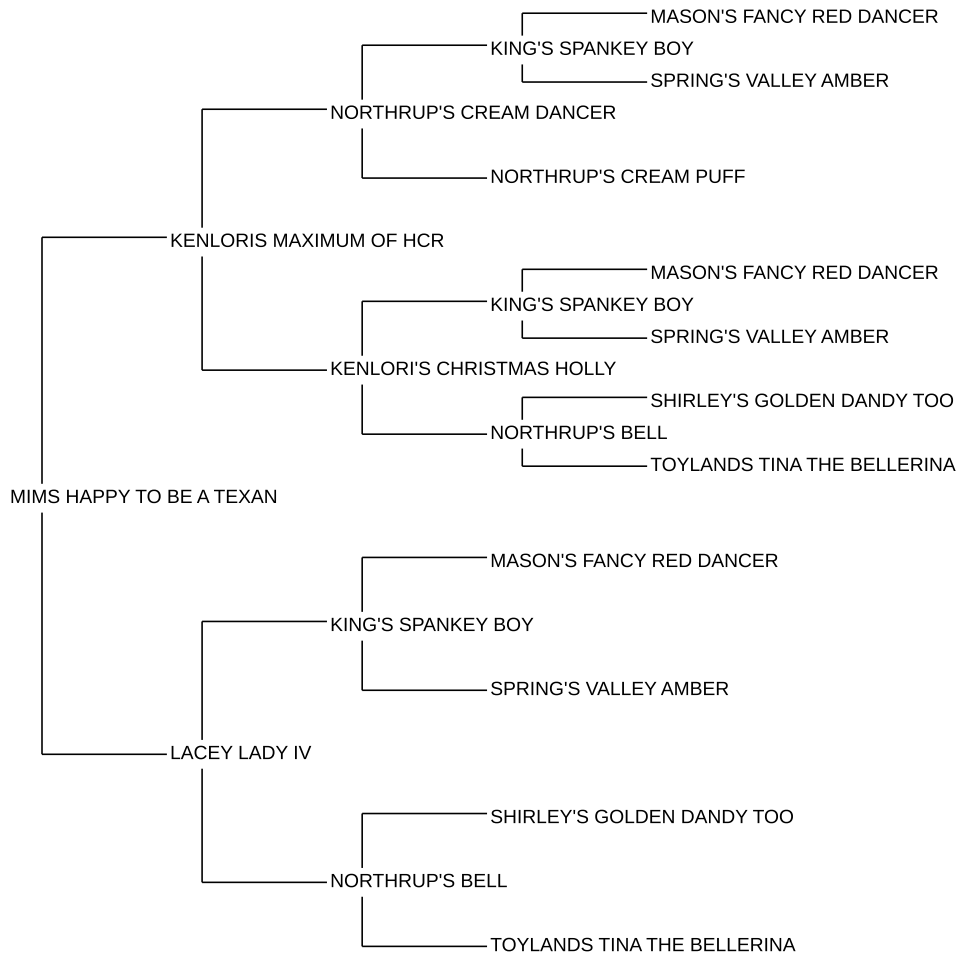 MASON'S FANCY RED DANCER
KING'S SPANKEY BOY
SPRING'S VALLEY AMBER
NORTHRUP'S CREAM DANCER
NORTHRUP'S CREAM PUFF
KENLORIS MAXIMUM OF HCR
MASON'S FANCY RED DANCER
KING'S SPANKEY BOY
SPRING'S VALLEY AMBER
KENLORI'S CHRISTMAS HOLLY
SHIRLEY'S GOLDEN DANDY TOO
NORTHRUP'S BELL
TOYLANDS TINA THE BELLERINA
MIMS HAPPY TO BE A TEXAN
MASON'S FANCY RED DANCER
KING'S SPANKEY BOY
SPRING'S VALLEY AMBER
LACEY LADY IV
SHIRLEY'S GOLDEN DANDY TOO
NORTHRUP'S BELL
TOYLANDS TINA THE BELLERINA